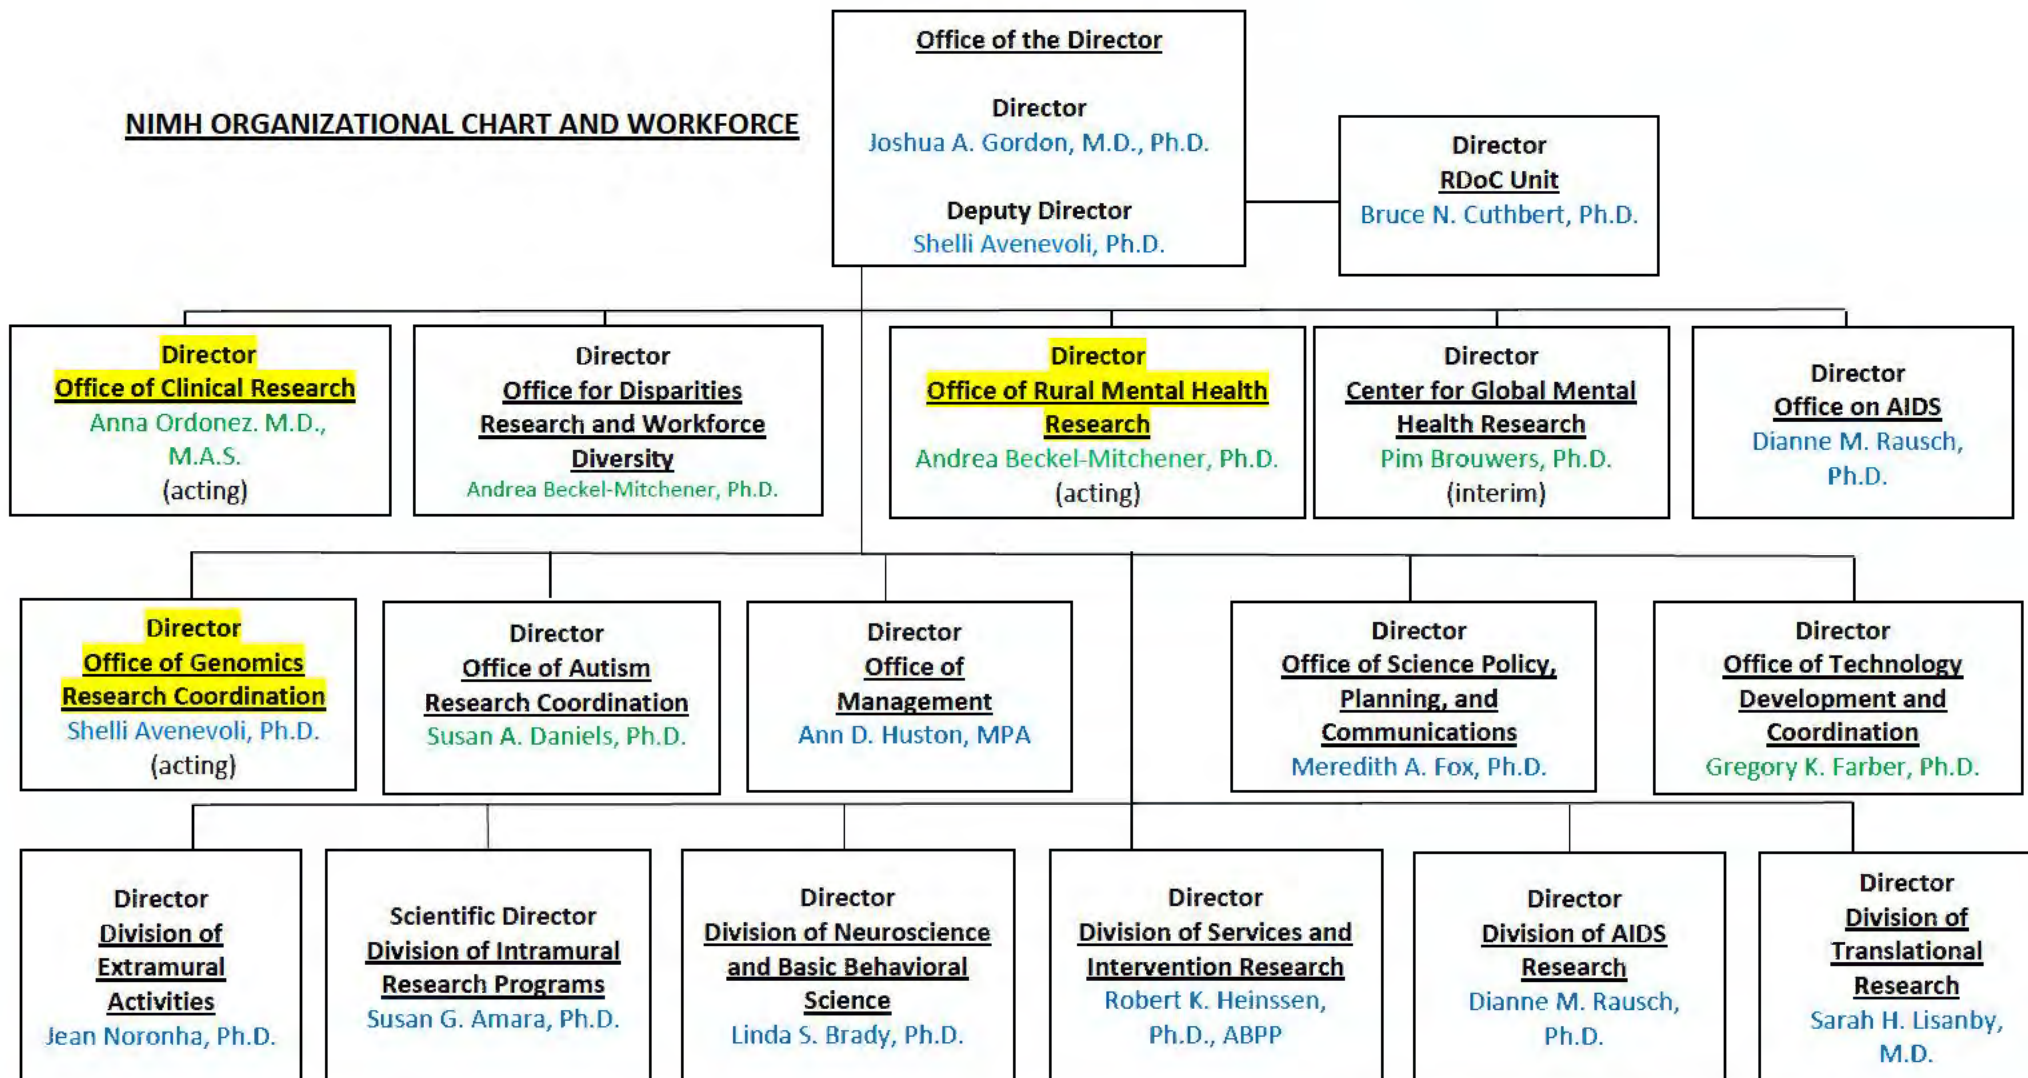 Office of the Director
Director
Joshua A. Gordon, M.D., Ph.D.
Deputy Director
Shelli Avenevoli, Ph.D.
NIMH ORGANIZATIONAL CHART AND WORKFORCE
Director
RDoC Unit
Bruce N. Cuthbert, Ph.D.
Director
Office of Clinical Research
Anna Ordonez. M.D.,
M.A.S.
(acting)
Director
Office for Disparities
Research and Workforce
Diversity
Andrea Beckel-Mitchener, Ph.D.
Director
Office of Rural Mental Health
Research
Andrea Beckel-Mitchener, Ph.D.
(acting)
Director
Center for Global Mental
Health Research
Pim Brouwers, Ph.D.
(interim)
Director
Office on AIDS
Dianne M. Rausch,
Ph.D.
Director
Office of Genomics
Research Coordination
Shelli Avenevoli, Ph.D.
(acting)
Director
Office of Autism
Research Coordination
Susan A. Daniels, Ph.D.
Director
Office of
Management
Ann D. Huston, MPA
Director
Office of Science Policy,
Planning, and
Communications
Meredith A. Fox, Ph.D.
Director
Office of Technology
Development and
Coordination
Gregory K. Farber, Ph.D.
Director
Division of
Extramural
Activities
Jean Noronha, Ph.D.
Scientific Director
Division of Intramural
Research Programs
Susan G. Amara, Ph.D.
Director
Division of Neuroscience
and Basic Behavioral
Science
Linda S. Brady, Ph.D.
Director
Division of Services and
Intervention Research
Robert K. Heinssen,
Ph.D., ABPP
Director
Division of AIDS
Research
Dianne M. Rausch,
Ph.D.
Director
Division of
Translational
Research
Sarah H. Lisanby,
M.D.